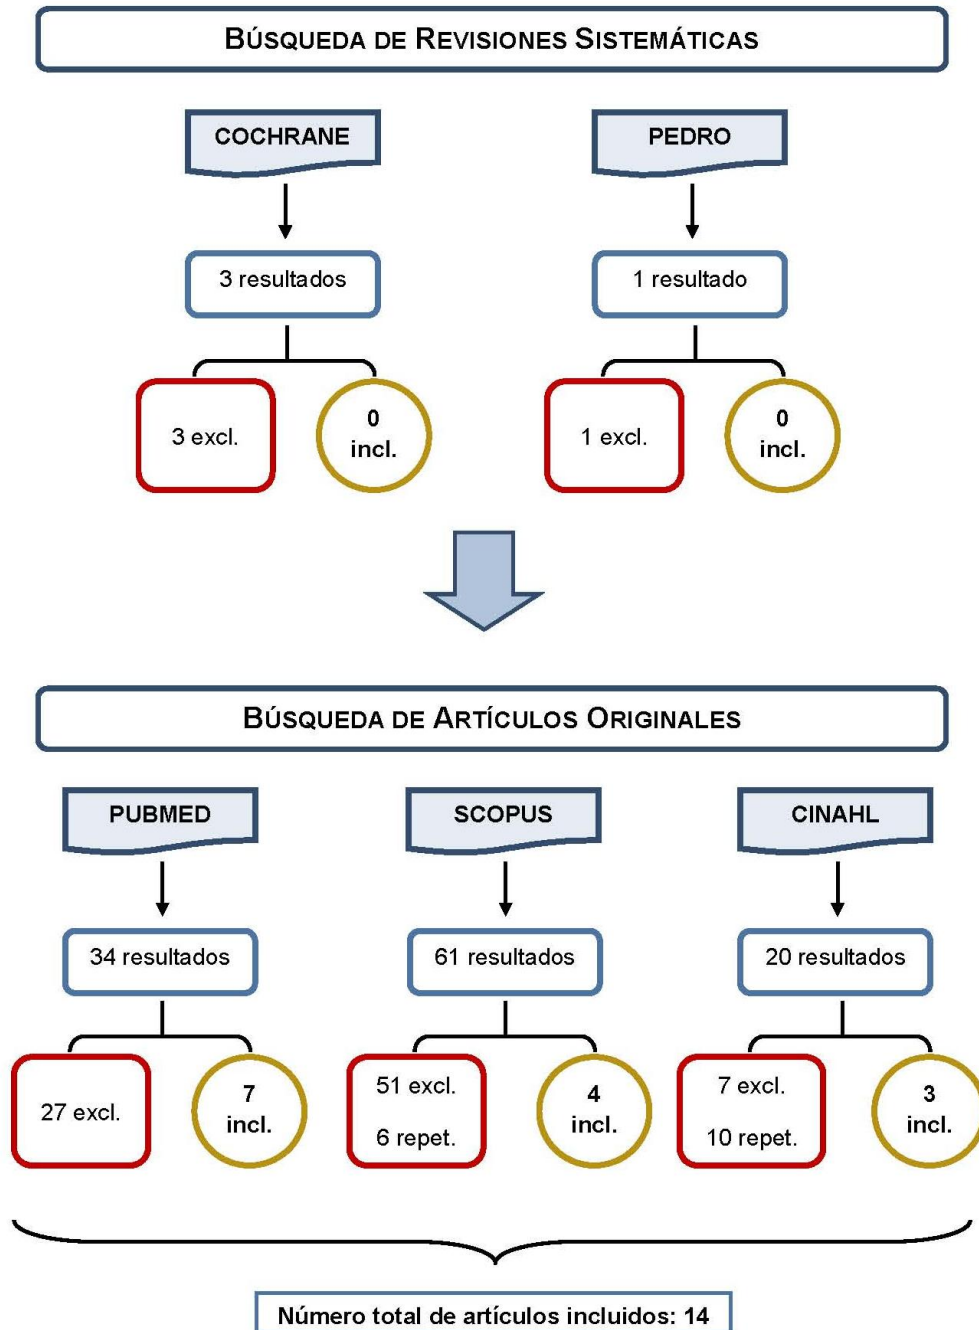 BÚSQUEDA DE REVISIONES SISTEMÁTICAS
COCHRANE
PEDRO
3 resultados
1 resultado
3 excl.
0
incl.
1 excl.
0
incl.
BÚSQUEDA DE ARTÍCULOS ORIGINALES
PUBMED
SCOPUS
CINAHL
34 resultados
61 resultados
20 resultados
27 excl.
7
incl.
51 excl.
6 repet.
4
incl.
7 excl.
10 repet.
3
incl.
Número total de artículos incluidos: 14